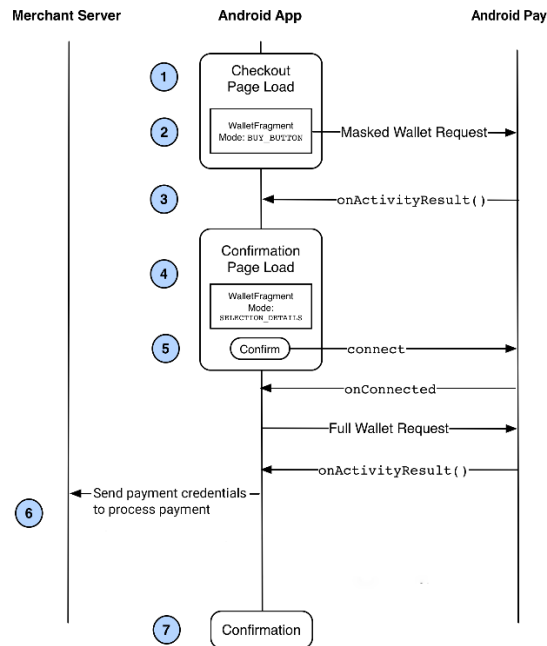 Merchant Server Android App Android Pay
1
Checkout
Page Load
2
WalletFragment
Mode: BUY_BUTTON
Masked Wallet Request
3
onActivityResult()
4
Confirmation
Page Load
WalletFragment
Mode:
SELECTION_DETAILS
5
Confirm
connect
onConnected
Full Wallet Request
onActivityResult()
Send payment credentials
to process payment
6
7
Confirmation